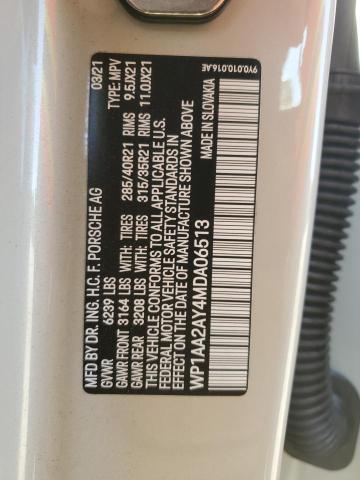 9Y0.010.016.AE
MFD BY DR. ING. H.C. F. PORSCHE AG 03/21
GVWR 6239 LBS TYPE: MPV
GAWR FRONT 3164 LBS WITH: TIRES 285/40R21 RIMS 9.5JX21
GAWR REAR 3208 LBS WITH: TIRES 315/35R21 RIMS 11.0JX21
THIS VEHICLE CONFORMS TO ALL APPLICABLE U.S.
FEDERAL MOTOR VEHICLE SAFETY STANDARDS IN
EFFECT ON THE DATE OF MANUFACTURE SHOWN ABOVE
WP1AA2AY4MDA06513 MADE IN SLOVAKIA